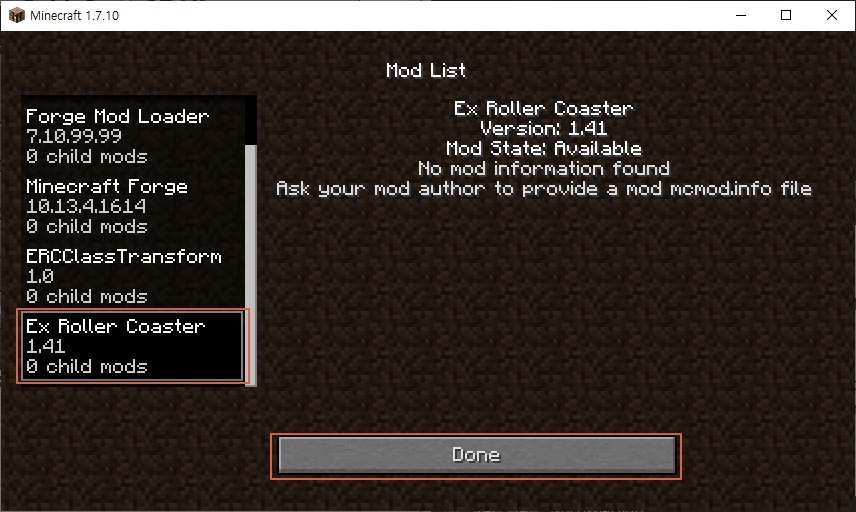 Minecraft 1.7.10
Mod List
Forge Mod Loader
7.10.99.99
0 child mods
Minecraft Forge
10.13.4.1614
0 child mods
ERCClassTransform
1.0
0 child mods
Ex Roller Coaster
1.41
0 child mods
Ex Roller Coaster
Version: 1.41
Mod State: Available
No mod information found
Ask your mod author to provide a mod mcmod.info file
Done